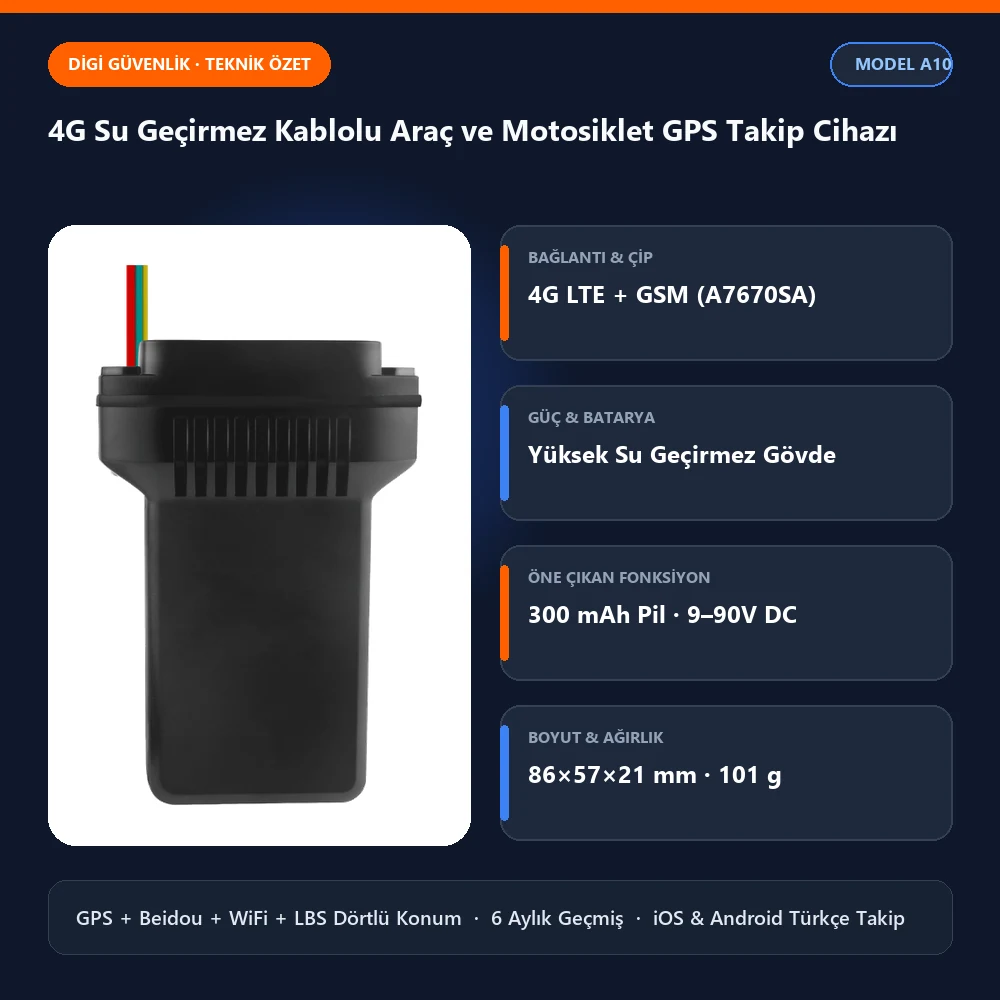 DİGİ GÜVENLİK · TEKNİK ÖZET
MODEL A10
4G Su Geçirmez Kablolu Araç ve Motosiklet GPS Takip Cihazı
BAĞLANTI & ÇİP
4G LTE + GSM (A7670SA)
GÜÇ & BATARYA
Yüksek Su Geçirmez Gövde
ÖNE ÇIKAN FONKSİYON
300 mAh Pil · 9–90V DC
BOYUT & AĞIRLIK
86×57×21 mm · 101 g
GPS + Beidou + WiFi + LBS Dörtlü Konum · 6 Aylık Geçmiş · iOS & Android Türkçe Takip